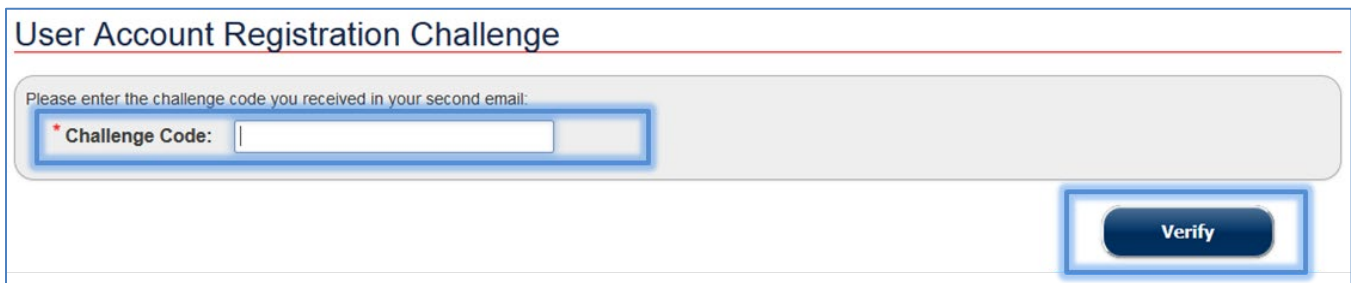 User Account Registration Challenge
Please enter the challenge code you received in your second email:
* Challenge Code:
Verify